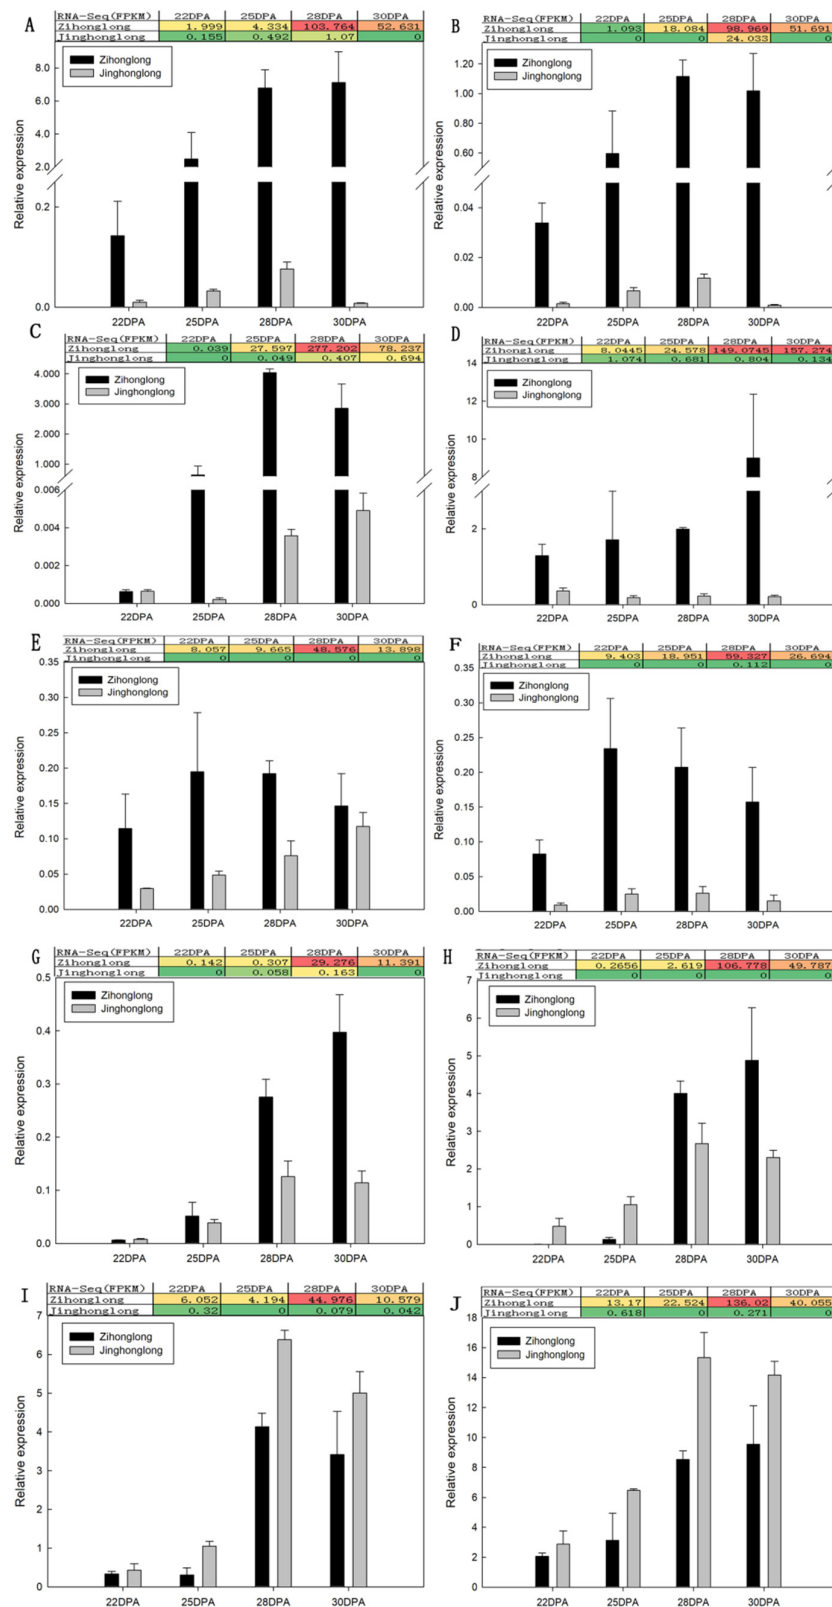 A
RNA-Seq(FPKM) 22DPA 25DPA 28DPA 30DPA
Zihonglong 1.999 4.334 103.764 52.631
Jinghonglong 0.155 0.492 1.07 0
Zihonglong
Jinghonglong
Relative expression
8.0
6.0
4.0
2.0
0.2
0.0
22DPA 25DPA 28DPA 30DPA
B
RNA-Seq(FPKM) 22DPA 25DPA 28DPA 30DPA
Zihonglong 1.093 18.084 98.969 51.691
Jinghonglong 0 0 24.033 0
Zihonglong
Jinghonglong
Relative expression
1.20
1.00
0.80
0.60
0.04
0.02
0.00
22DPA 25DPA 28DPA 30DPA
C
RNA-Seq(FPKM) 22DPA 25DPA 28DPA 30DPA
Zihonglong 0.039 27.597 277.202 78.237
Jinghonglong 0 0.049 0.407 0.694
Zihonglong
Jinghonglong
Relative expression
4.000
3.000
2.000
1.000
0.006
0.004
0.002
0.000
22DPA 25DPA 28DPA 30DPA
D
RNA-Seq(FPKM) 22DPA 25DPA 28DPA 30DPA
Zihonglong 8.0445 24.578 149.0745 157.274
Jinghonglong 1.074 0.681 0.804 0.134
Zihonglong
Jinghonglong
Relative expression
14
12
10
8
2
0
22DPA 25DPA 28DPA 30DPA
E
RNA-Seq(FPKM) 22DPA 25DPA 28DPA 30DPA
Zihonglong 8.057 9.665 48.576 13.898
Jinghonglong 0 0 0 0
Zihonglong
Jinghonglong
Relative expression
0.35
0.30
0.25
0.20
0.15
0.10
0.05
0.00
22DPA 25DPA 28DPA 30DPA
F
RNA-Seq(FPKM) 22DPA 25DPA 28DPA 30DPA
Zihonglong 9.403 18.951 59.327 26.694
Jinghonglong 0 0 0.112 0
Zihonglong
Jinghonglong
Relative expression
0.35
0.30
0.25
0.20
0.15
0.10
0.05
0.00
22DPA 25DPA 28DPA 30DPA
G
RNA-Seq(FPKM) 22DPA 25DPA 28DPA 30DPA
Zihonglong 0.142 0.307 29.276 11.391
Jinghonglong 0 0.058 0.163 0
Zihonglong
Jinghonglong
Relative expression
0.5
0.4
0.3
0.2
0.1
0.0
22DPA 25DPA 28DPA 30DPA
H
RNA-Seq(FPKM) 22DPA 25DPA 28DPA 30DPA
Zihonglong 0.2656 2.619 106.778 49.787
Jinghonglong 0 0 0 0
Zihonglong
Jinghonglong
Relative expression
7
6
5
4
3
2
1
0
22DPA 25DPA 28DPA 30DPA
I
RNA-Seq(FPKM) 22DPA 25DPA 28DPA 30DPA
Zihonglong 6.052 4.194 44.976 10.579
Jinghonglong 0.32 0 0.079 0.042
Zihonglong
Jinghonglong
Relative expression
7
6
5
4
3
2
1
0
22DPA 25DPA 28DPA 30DPA
J
RNA-Seq(FPKM) 22DPA 25DPA 28DPA 30DPA
Zihonglong 13.17 22.524 136.02 40.055
Jinghonglong 0.618 0 0.271 0
Zihonglong
Jinghonglong
Relative expression
18
16
14
12
10
8
6
4
2
0
22DPA 25DPA 28DPA 30DPA